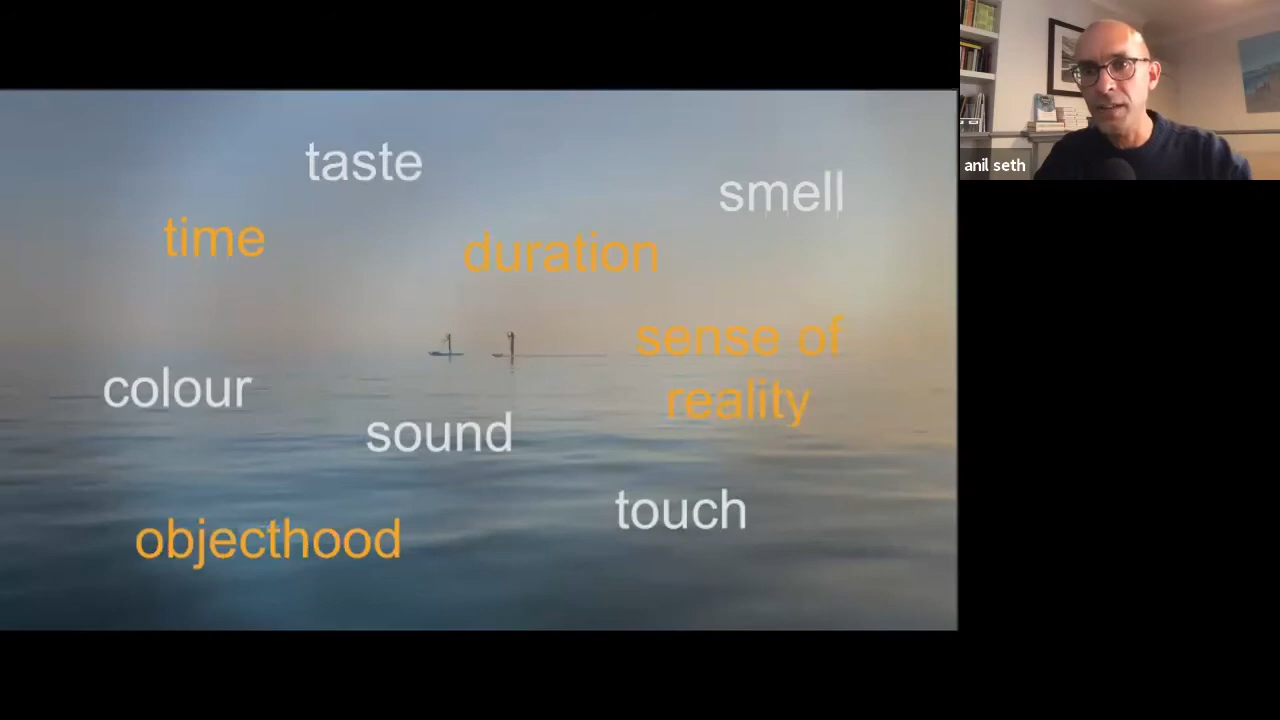 taste
smell
time
duration
sense of
reality
colour
sound
touch
objecthood
anil seth